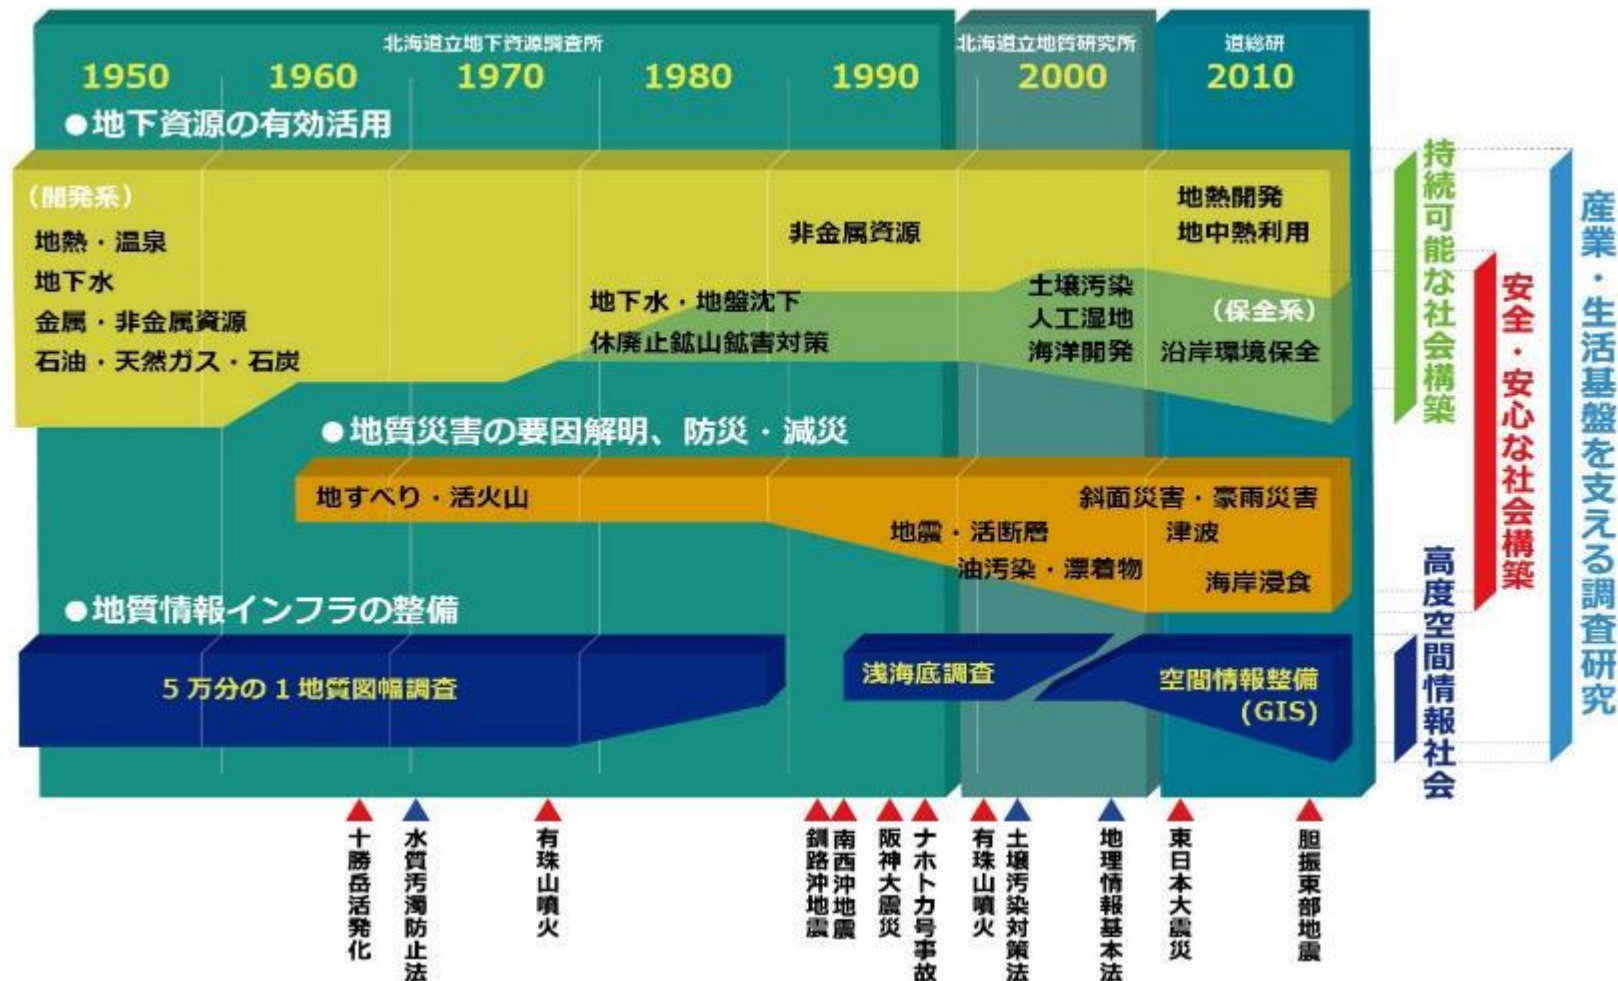 北海道立地下資源調査所
北海道立地質研究所
道総研
1950
1960
1970
1980
1990
2000
2010
●地下資源の有効活用
（開発系）
地熱・温泉
地下水
金属・非金属資源
石油・天然ガス・石炭
地下水・地盤沈下
休廃止鉱山鉱害対策
非金属資源
土壌汚染
人工湿地
海洋開発
地熱開発
地中熱利用
（保全系）
沿岸環境保全
●地質災害の要因解明、防災・減災
地すべり・活火山
地震・活断層
油汚染・漂着物
斜面災害・豪雨災害
津波
海岸浸食
●地質情報インフラの整備
5万分の1地質図幅調査
浅海底調査
空間情報整備
(GIS)
持続可能な社会構築
安全・安心な社会構築
高度空間情報社会
産業・生活基盤を支える調査研究
十勝岳活発化
水質汚濁防止法
有珠山噴火
釧路沖地震
南西沖地震
阪神大震災
ナホトカ号事故
有珠山噴火
土壌汚染対策法
地理情報基本法
東日本大震災
胆振東部地震